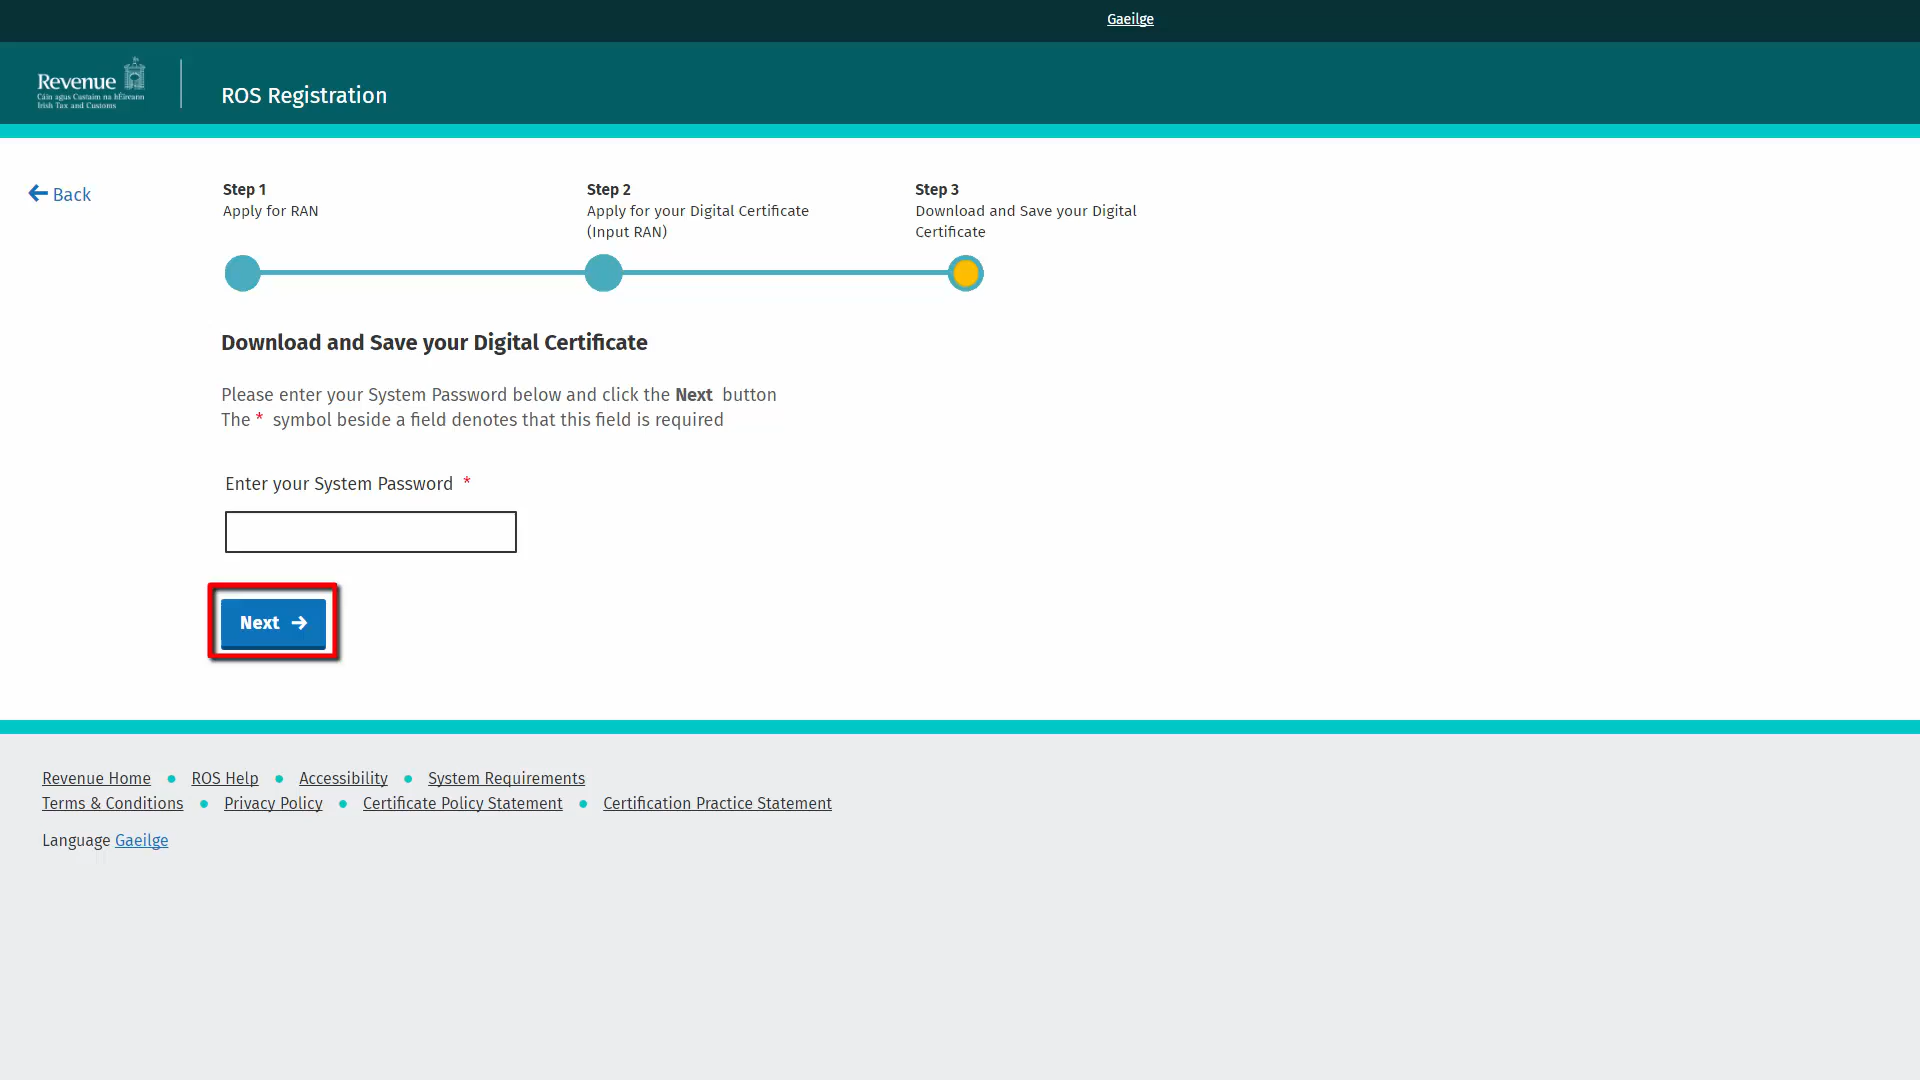 Gaeilge
Revenue
Cáin agus Custaim na hÉireann
Irish Tax and Customs
ROS Registration
Back
Step 1
Apply for RAN
Step 2
Apply for your Digital Certificate
(Input RAN)
Step 3
Download and Save your Digital
Certificate
Download and Save your Digital Certificate
Please enter your System Password below and click the Next button
The * symbol beside a field denotes that this field is required
Enter your System Password *
Next
Revenue Home • ROS Help • Accessibility • System Requirements
Terms & Conditions • Privacy Policy • Certificate Policy Statement • Certification Practice Statement
Language Gaeilge